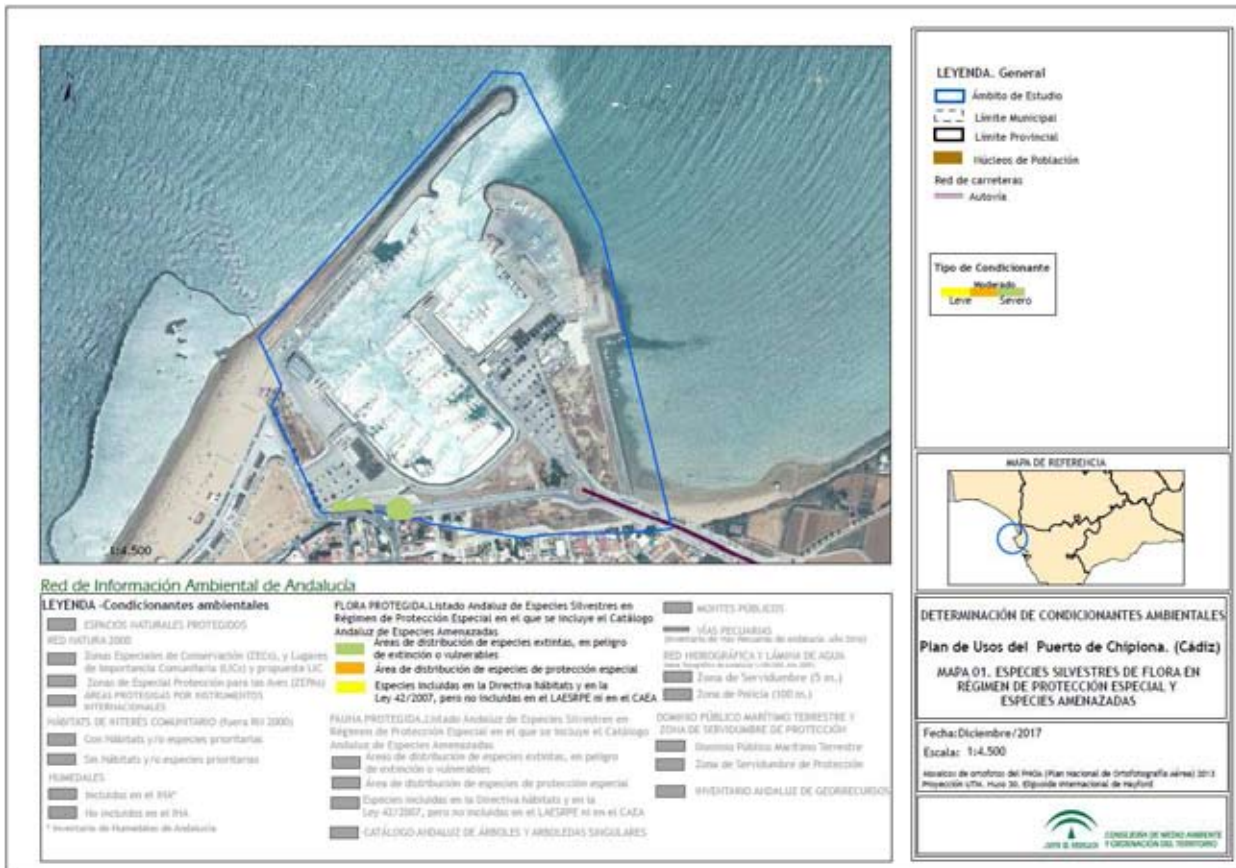 LEYENDA. General
Ámbito de Estudio
Límite Municipal
Límite Provincial
Núcleos de Población
Red de carreteras
Autovía
Tipo de Condicionante
Moderado
Leve Severo
1:4.500
MAPA DE REFERENCIA
Red de Información Ambiental de Andalucía
LEYENDA -Condicionantes ambientales
ESPACIOS NATURALES PROTEGIDOS
RED NATURA 2000
Zonas Especiales de Conservación (ZECs), y Lugares
de Importancia Comunitaria (LICs) y propuesta LIC
Zonas de Especial Protección para las Aves (ZEPAs)
ÁREAS PROTEGIDAS POR INSTRUMENTOS
INTERNACIONALES
HÁBITATS DE INTERÉS COMUNITARIO (fuera RN 2000)
Con Hábitats y/o especies prioritarias
Sin Hábitats y/o especies prioritarias
HUMEDALES
Incluidos en el IHA*
No incluidos en el IHA
* Inventario de Humedales de Andalucía
FLORA PROTEGIDA.Listado Andaluz de Especies Silvestres en
Régimen de Protección Especial en el que se incluye el Catálogo
Andaluz de Especies Amenazadas
Áreas de distribución de especies extintas, en peligro
de extinción o vulnerables
Área de distribución de especies de protección especial
Especies incluidas en la Directiva hábitats y en la
Ley 42/2007, pero no incluidas en el LAESRPE ni en el CAEA
FAUNA PROTEGIDA.Listado Andaluz de Especies Silvestres en
Régimen de Protección Especial en el que se incluye el Catálogo
Andaluz de Especies Amenazadas
Áreas de distribución de especies extintas, en peligro
de extinción o vulnerables
Área de distribución de especies de protección especial
Especies incluidas en la Directiva hábitats y en la
Ley 42/2007, pero no incluidas en el LAESRPE ni en el CAEA
CATÁLOGO ANDALUZ DE ÁRBOLES Y ARBOLEDAS SINGULARES
MONTES PÚBLICOS
VÍAS PECUARIAS
RED HIDROGRÁFICA Y LÁMINA DE AGUA
Zona de Servidumbre (5 m.)
Zona de Policía (100 m.)
DOMINIO PÚBLICO MARÍTIMO TERRESTRE Y
ZONA DE SERVIDUMBRE DE PROTECCIÓN
Dominio Público Marítimo Terrestre
Zona de Servidumbre de Protección
INVENTARIO ANDALUZ DE GEORRECURSOS
DETERMINACIÓN DE CONDICIONANTES AMBIENTALES
Plan de Usos del Puerto de Chipiona. (Cádiz)
MAPA 01. ESPECIES SILVESTRES DE FLORA EN
RÉGIMEN DE PROTECCIÓN ESPECIAL Y
ESPECIES AMENAZADAS
Fecha:Diciembre/2017
Escala: 1:4.500
Mosaicos de ortofotos del PNOA (Plan Nacional de Ortofotografía Aérea) 2013
Proyección UTM. Huso 30. Elipsoide Internacional de Hayford
JUNTA DE ANDALUCIA
CONSEJERÍA DE MEDIO AMBIENTE
Y ORDENACIÓN DEL TERRITORIO